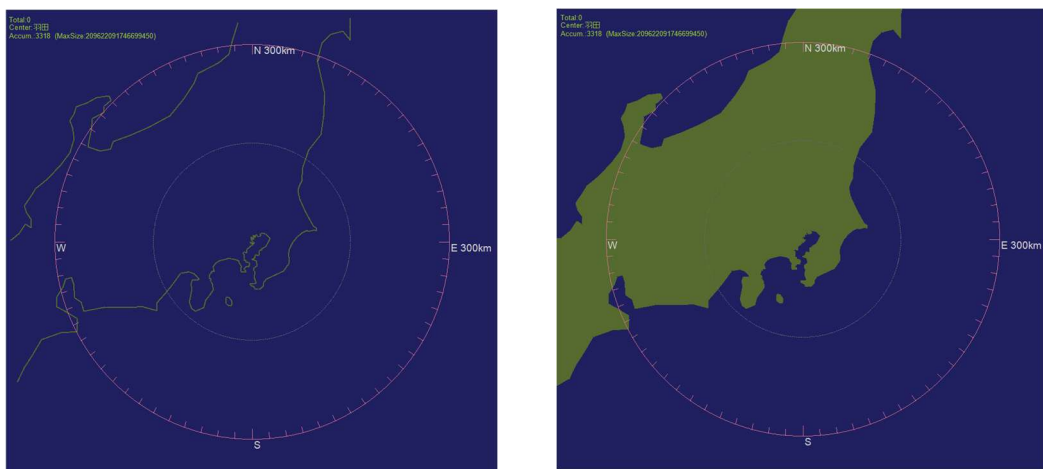 Total:0
Center:羽田
Accum.:3318 (MaxSize:209622091746699450)
N 300km
W
E 300km
S
Total:0
Center:羽田
Accum.:3318 (MaxSize:209622091746699450)
N 300km
W
E 300km
S